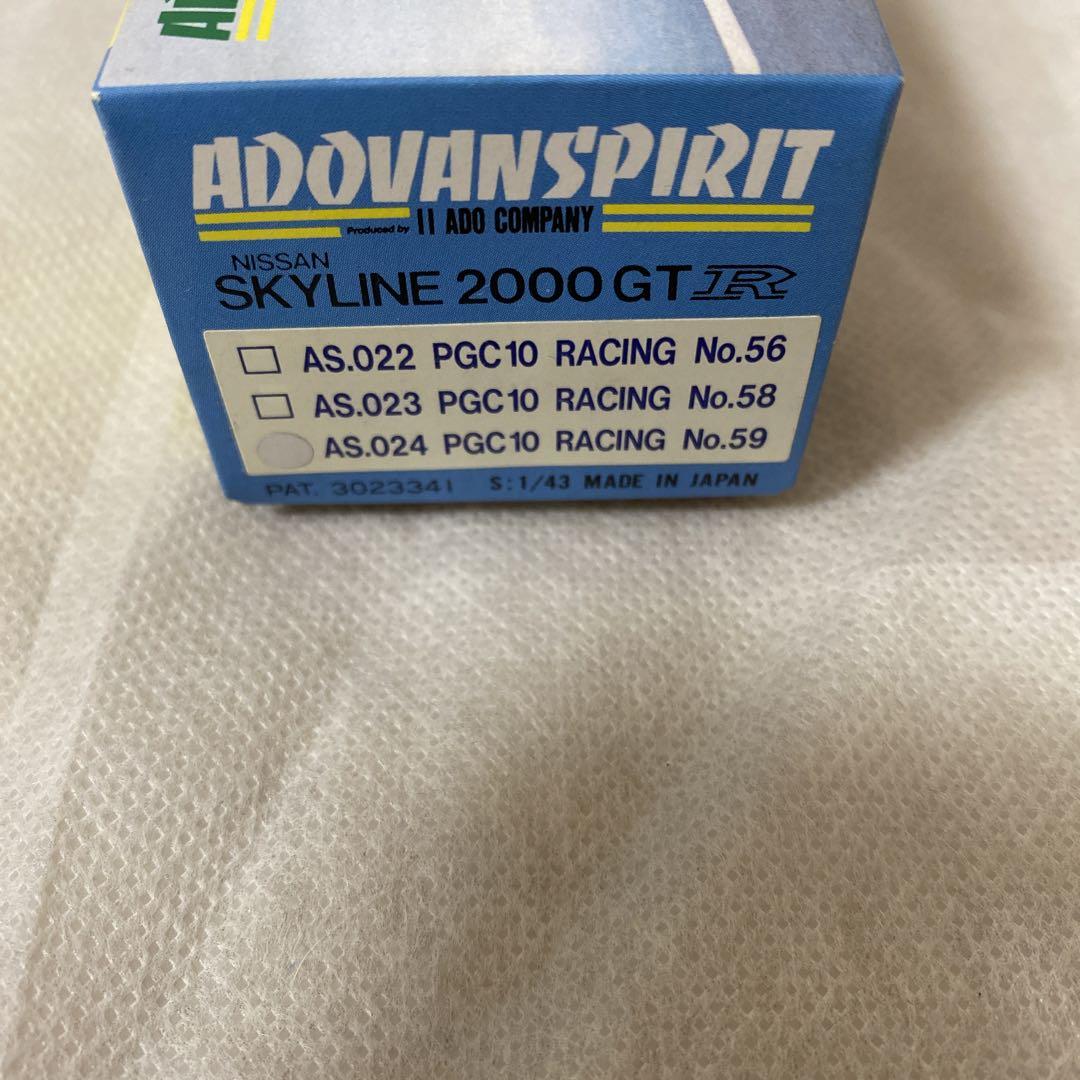 ADOVANSPIRIT
Produced by II ADO COMPANY
NISSAN
SKYLINE 2000 GT R
AS.022 PGC10 RACING No.56
AS.023 PGC10 RACING No.58
AS.024 PGC10 RACING No.59
PAT. 3023341 S:1/43 MADE IN JAPAN